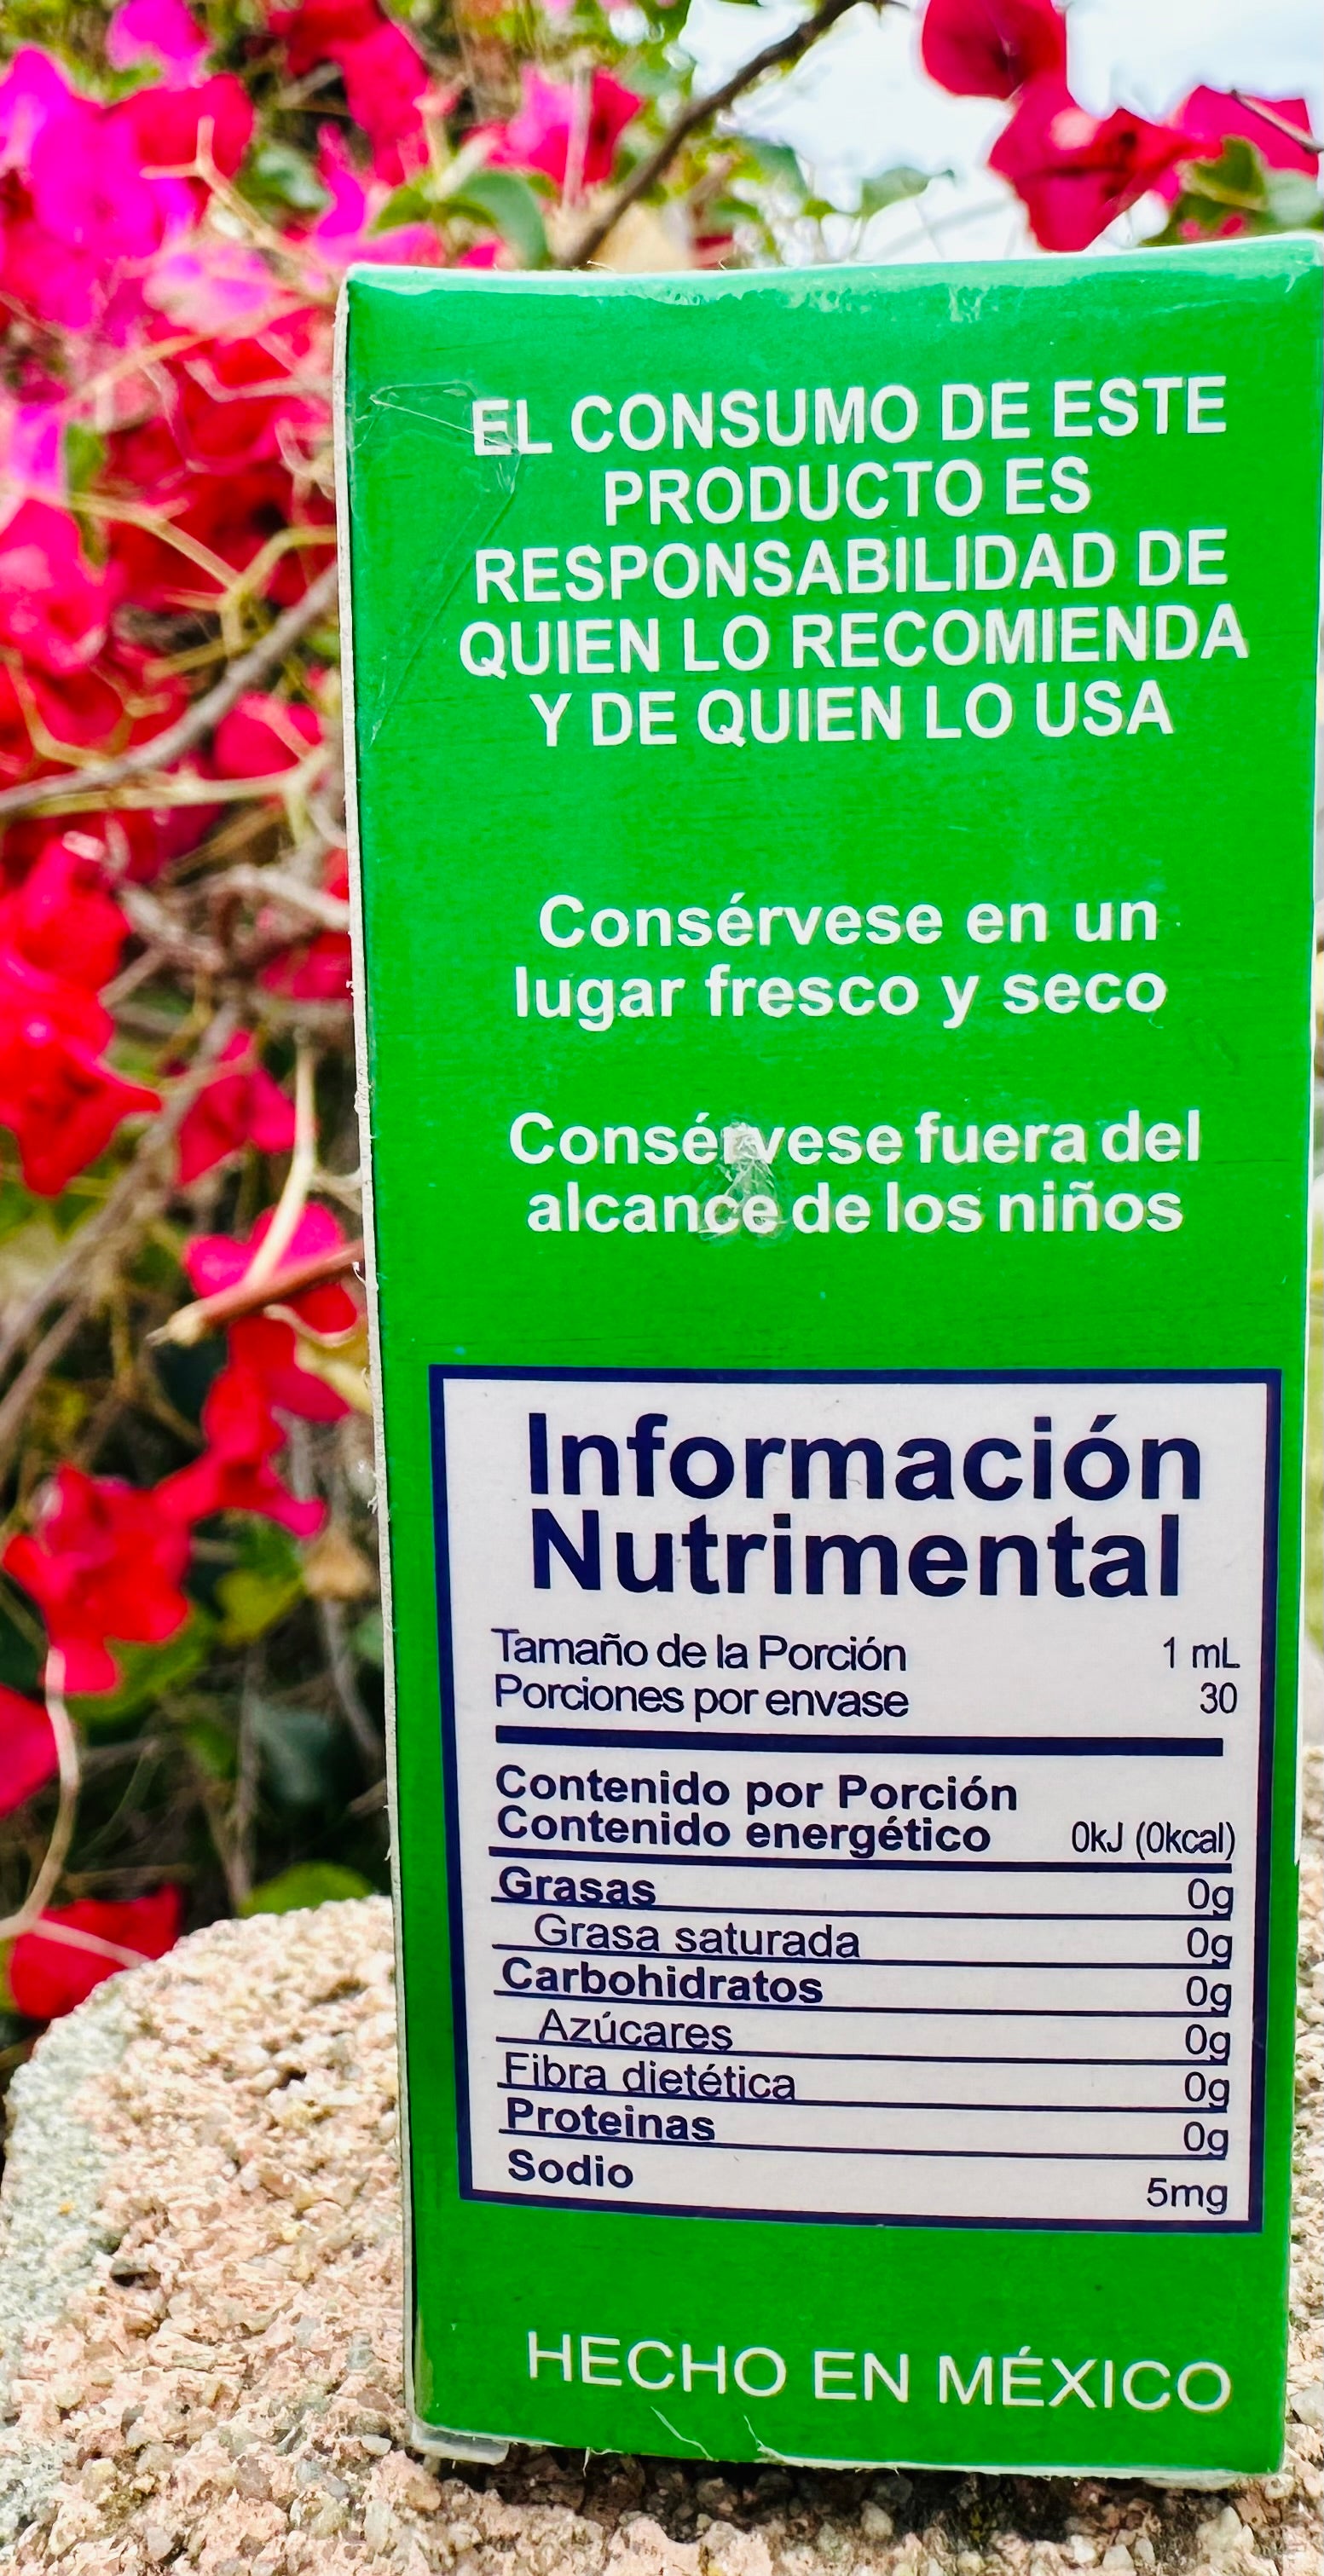 EL CONSUMO DE ESTE
PRODUCTO ES
RESPONSABILIDAD DE
QUIEN LO RECOMIENDA
Y DE QUIEN LO USA
Consérvese en un
lugar fresco y seco
Consérvese fuera del
alcance de los niños
Información
Nutrimental
Tamaño de la Porción 1 mL
Porciones por envase 30
Contenido por Porción
Contenido energético 0kJ (0kcal)
Grasas 0g
Grasa saturada 0g
Carbohidratos 0g
Azúcares 0g
Fibra dietética 0g
Proteinas 0g
Sodio 5mg
HECHO EN MÉXICO